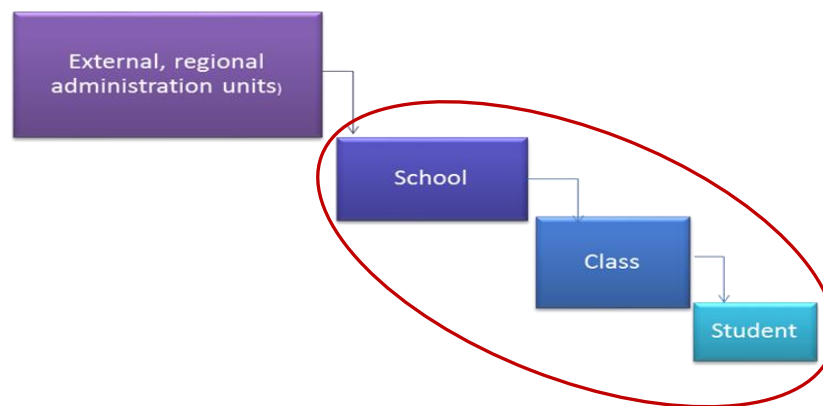 External, regional
administration units)
School
Class
Student